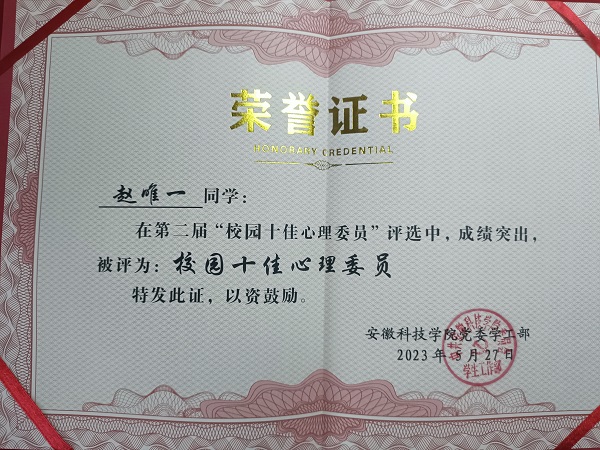 荣誉证书
HONORARY CREDENTIAL
赵唯一同学：
在第二届“校园十佳心理委员”评选中，成绩突出，
被评为：校园十佳心理委员
特发此证，以资鼓励。
安徽科技学院党委学工部
2023年5月27日